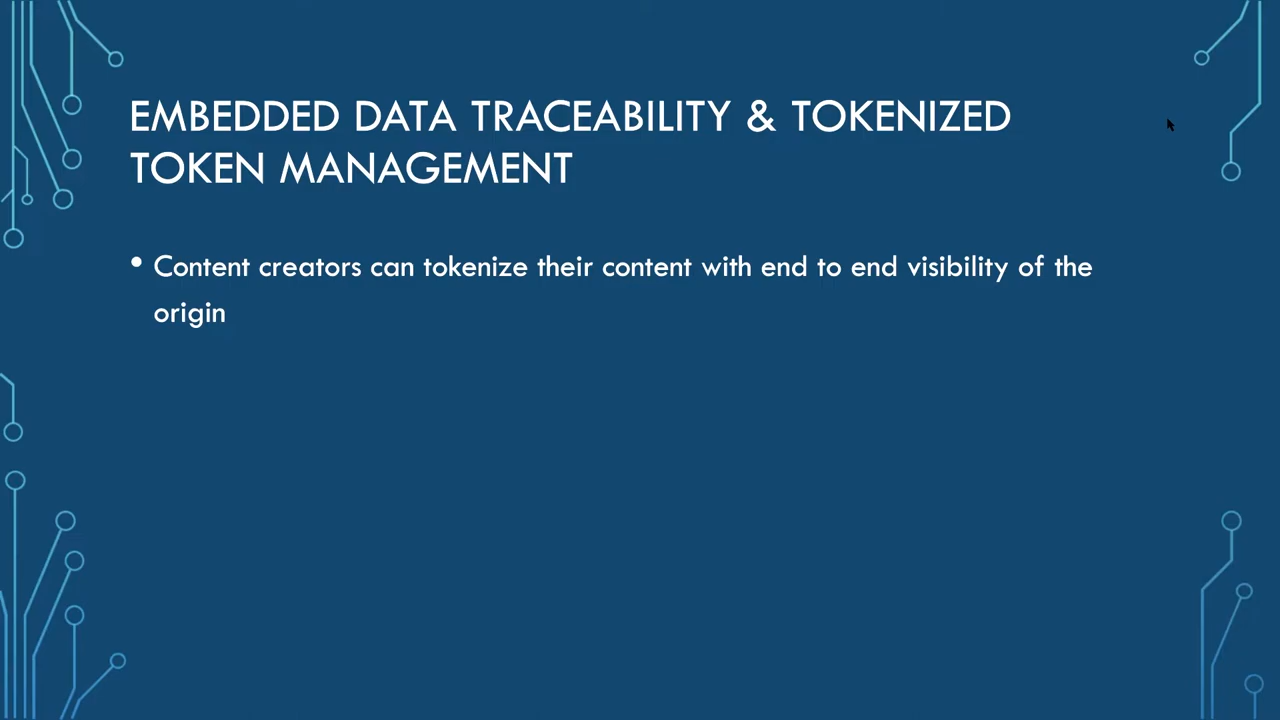 EMBEDDED DATA TRACEABILITY & TOKENIZED
TOKEN MANAGEMENT
• Content creators can tokenize their content with end to end visibility of the
origin